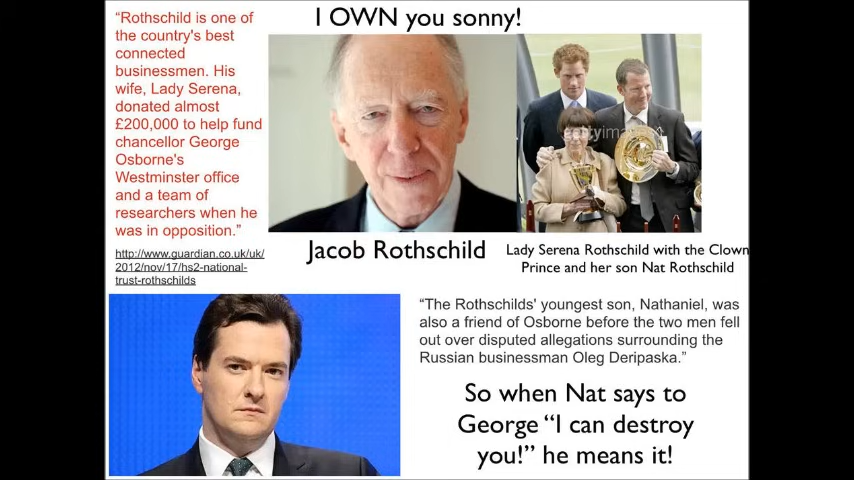 I OWN you sonny!
“Rothschild is one of
the country's best
connected
businessmen. His
wife, Lady Serena,
donated almost
£200,000 to help fund
chancellor George
Osborne's
Westminster office
and a team of
researchers when he
was in opposition.”
http://www.guardian.co.uk/uk/
2012/nov/17/hs2-national-
trust-rothschilds
gettyimages
Jacob Rothschild
Lady Serena Rothschild with the Clown
Prince and her son Nat Rothschild
“The Rothschilds' youngest son, Nathaniel, was
also a friend of Osborne before the two men fell
out over disputed allegations surrounding the
Russian businessman Oleg Deripaska.”
So when Nat says to
George “I can destroy
you!” he means it!